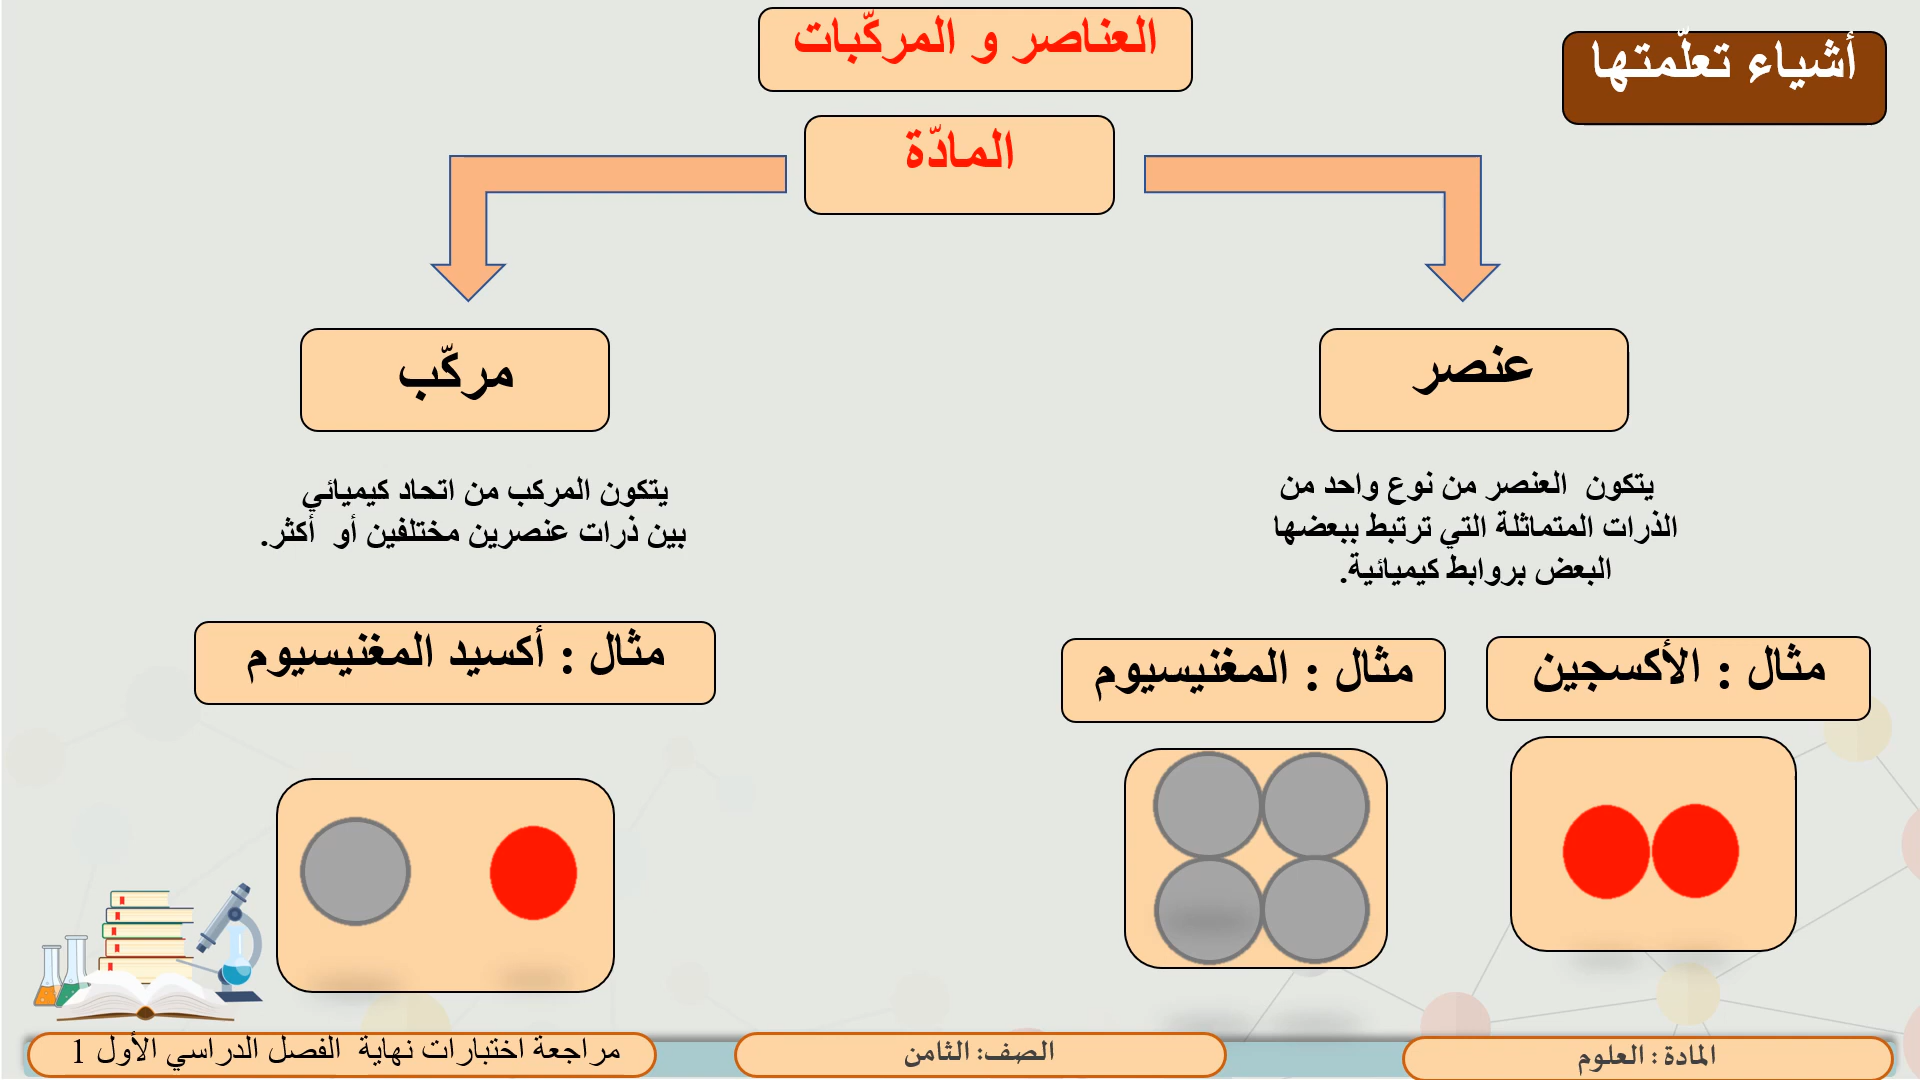 أشياء تعلّمتها
العناصر و المركّبات
المادّة
عنصر
يتكون العنصر من نوع واحد من
الذرات المتماثلة التي ترتبط ببعضها
البعض بروابط كيميائية.
مثال : الأكسجين
مثال : المغنيسيوم
مركّب
يتكون المركب من اتحاد كيميائي
بين ذرات عنصرين مختلفين أو أكثر.
مثال : أكسيد المغنيسيوم
المادة : العلوم
الصف: الثامن
مراجعة اختبارات نهاية الفصل الدراسي الأول 1